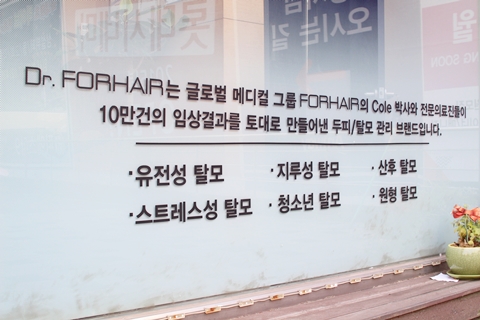 Dr. FORHAIR는 글로벌 메디컬 그룹 FORHAIR의 Cole 박사와 전문의료진들이
10만건의 임상결과를 토대로 만들어낸 두피/탈모 관리 브랜드입니다.
·유전성 탈모 ·지루성 탈모 ·산후 탈모
·스트레스성 탈모 ·청소년 탈모 ·원형 탈모
오시는 길